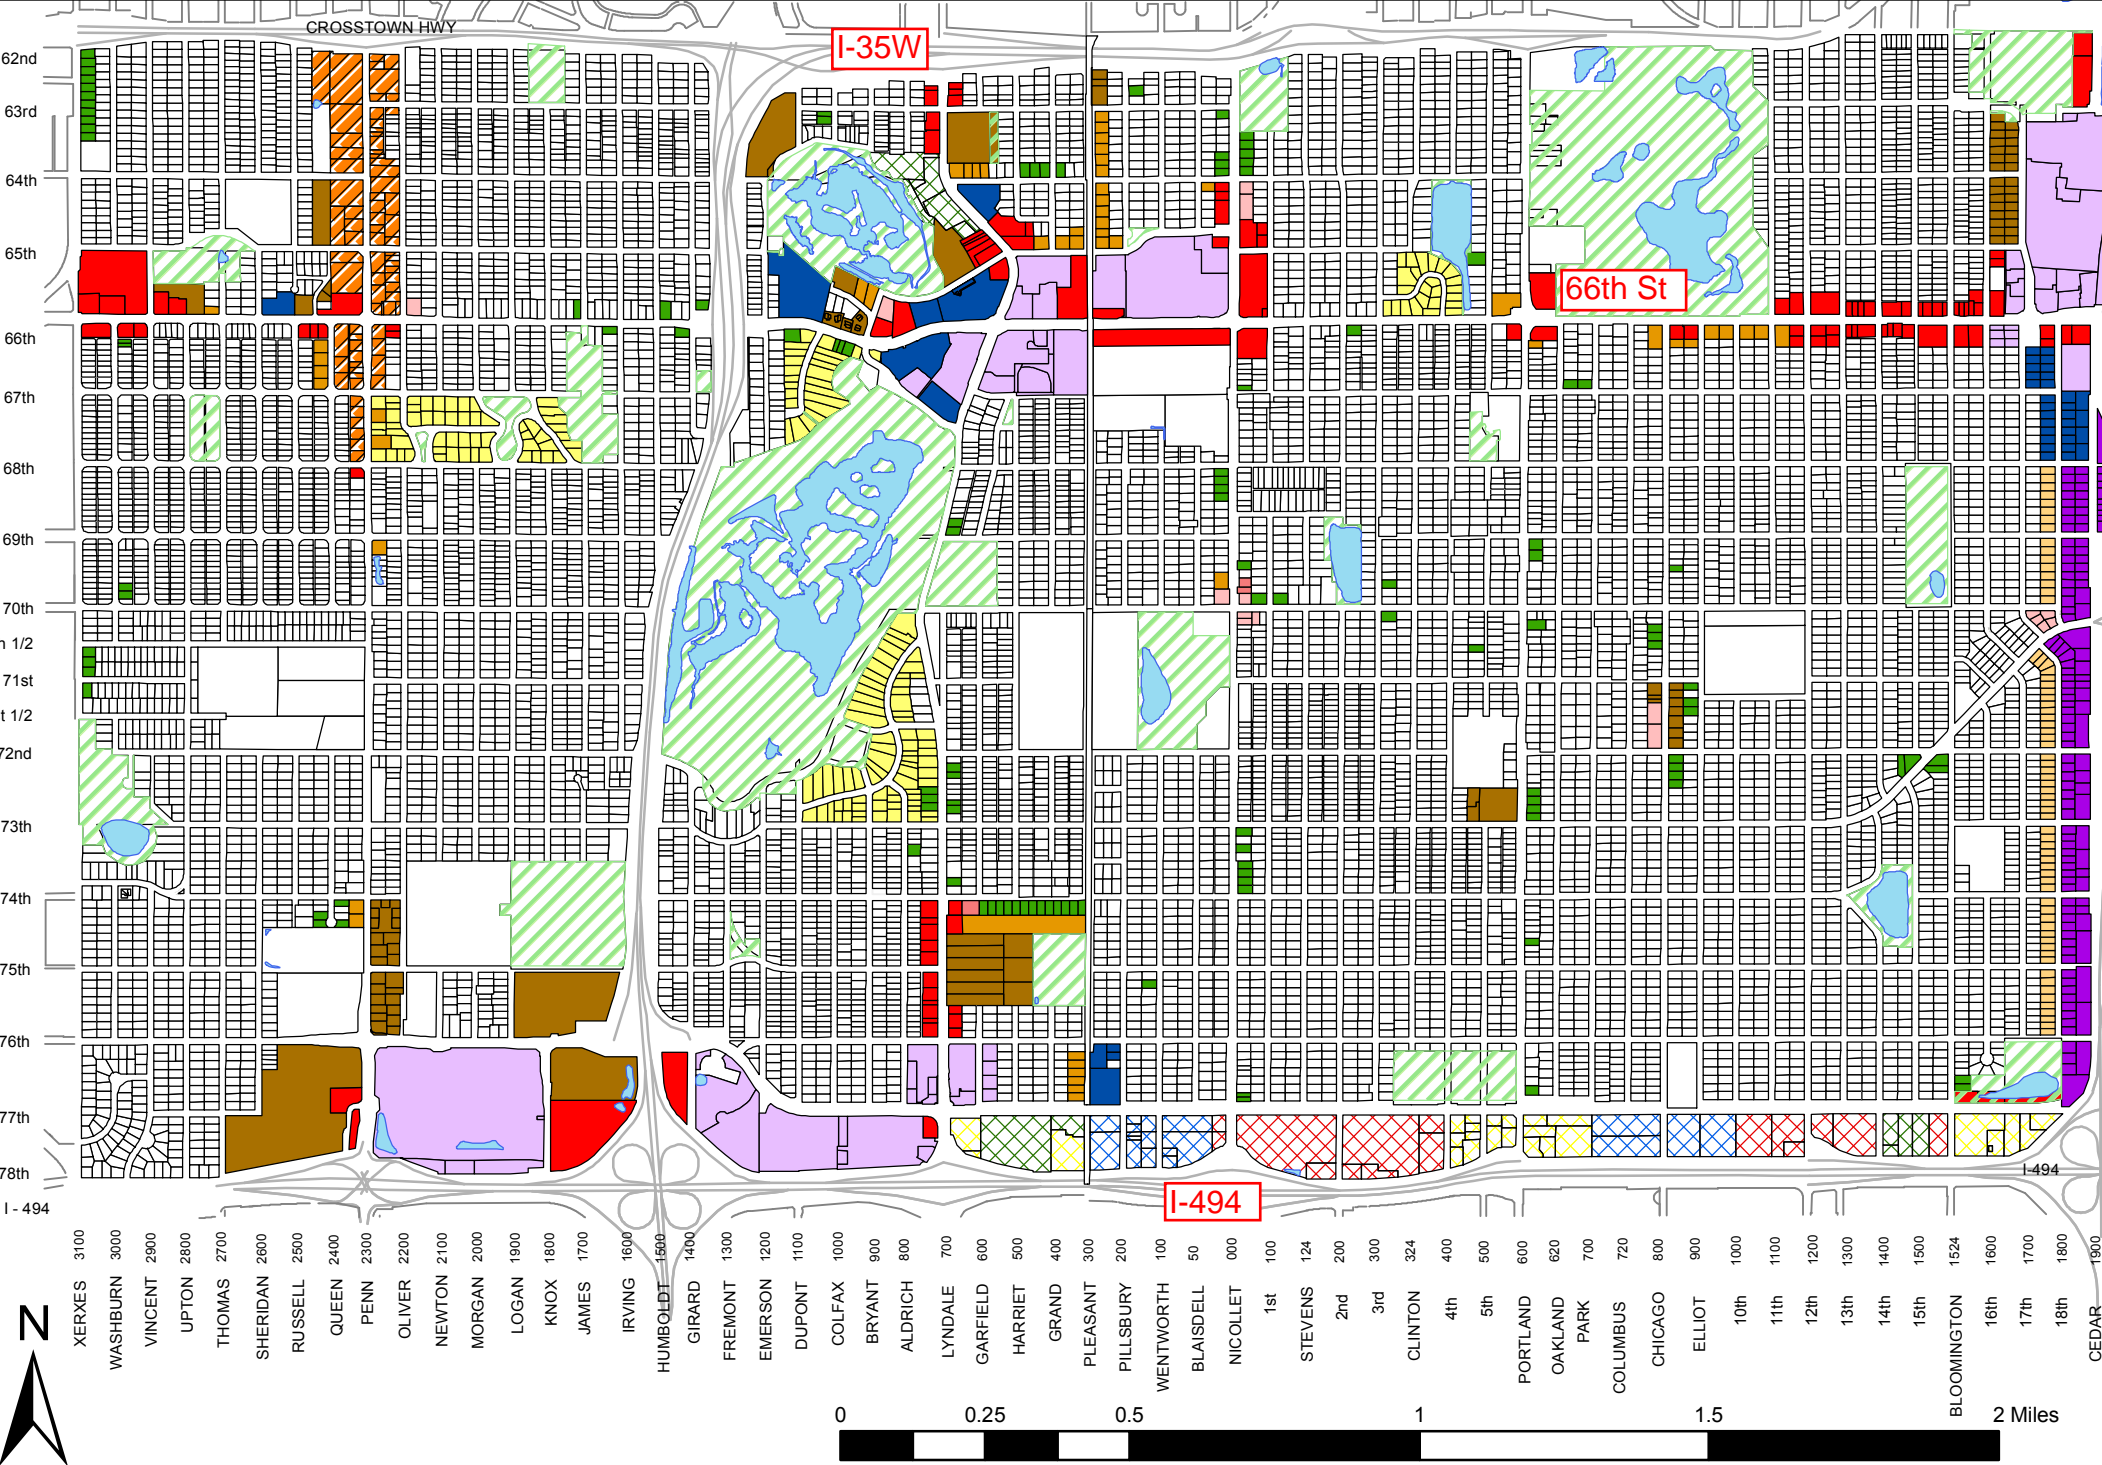 CROSSTOWN HWY
I-35W
62nd
63rd
64th
65th
66th St
66th
67th
68th
69th
70th
h 1/2
71st
t 1/2
72nd
73rd
73th
74th
75th
76th
77th
78th
I-494
I-494
I - 494
3100 3000 2900 2800 2700 2600 2500 2400 2300 2200 2100 2000 1900 1800 1700 1600 1500 1400 1300 1200 1100 1000 900 800 700 600 500 400 300 200 100 50 000 100 124 200 300 324 400 500 600 620 700 720 800 900 1000 1100 1200 1300 1400 1500 1524 1600 1700 1800 1900
XERXES WASHBURN VINCENT UPTON THOMAS SHERIDAN RUSSELL QUEEN PENN OLIVER NEWTON MORGAN LOGAN KNOX JAMES IRVING HUMBOLDT GIRARD FREMONT EMERSON DUPONT COLFAX BRYANT ALDRICH LYNDALE GARFIELD HARRIET GRAND PLEASANT PILLSBURY WENTWORTH BLAISDELL NICOLLET 1st STEVENS 2nd 3rd CLINTON 4th 5th PORTLAND OAKLAND PARK COLUMBUS CHICAGO ELLIOT 10th 11th 12th 13th 14th 15th BLOOMINGTON 16th 17th 18th CEDAR
N
0 0.25 0.5 1 1.5 2 Miles